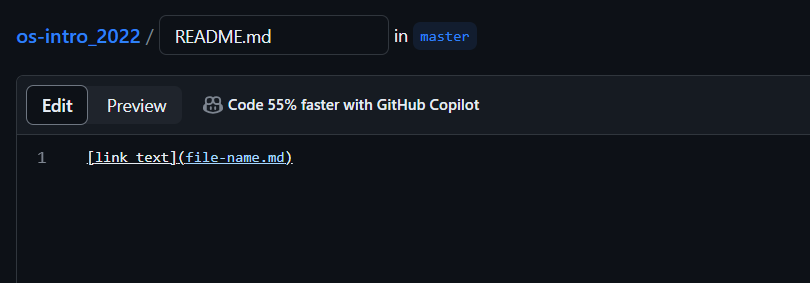 os-intro_2022 / README.md in master
Edit Preview Code 55% faster with GitHub Copilot
1 [link text](file-name.md)